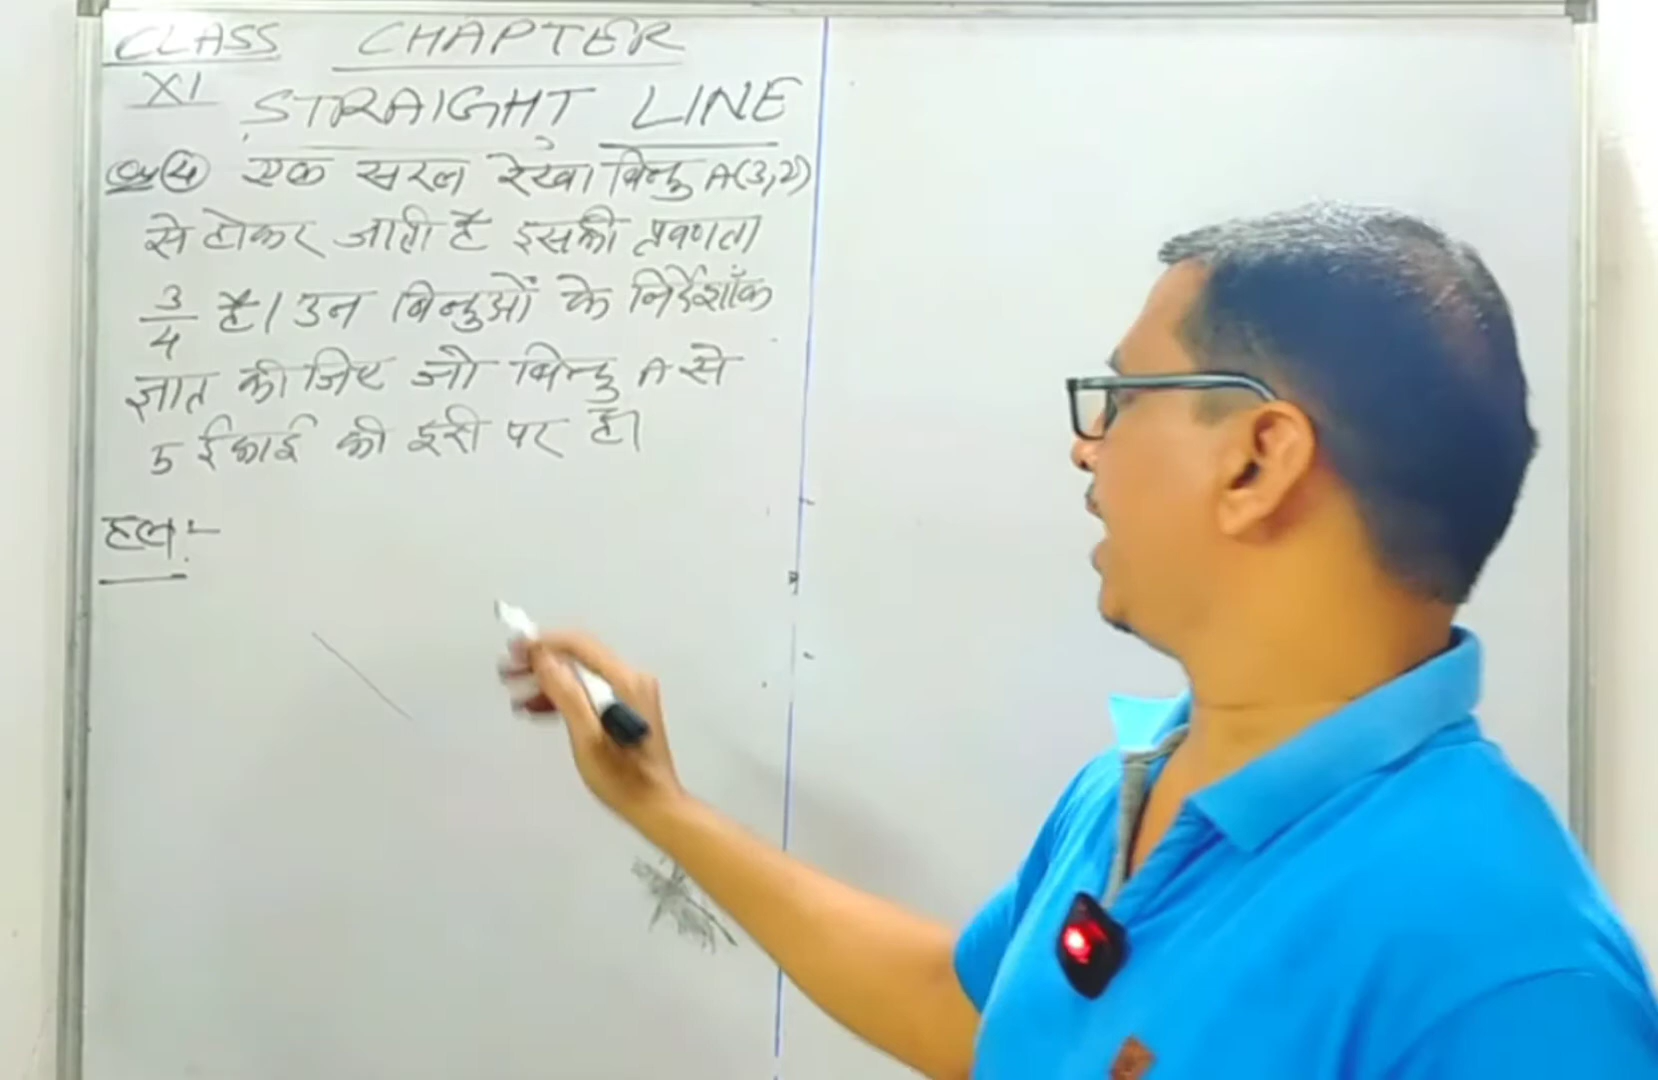 CLASS CHAPTER
XI STRAIGHT LINE
Q4 एक सरल रेखा बिन्दु A(3,2)
से होकर जाती है इसकी प्रवणता
3/4 है। उन बिन्दुओं के निर्देशाँक
ज्ञात कीजिए जो बिन्दु A से
5 ईकाई की दूरी पर हैं।
हल:-